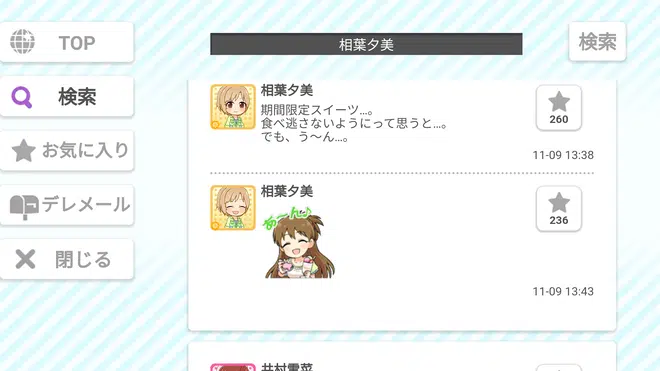 TOP
検索
お気に入り
デレメール
閉じる
相葉夕美
検索
相葉夕美
期間限定スイーツ…。
食べ逃さないようにって思うと…。
でも、う～ん…。
260
11-09 13:38
相葉夕美
あ～ん♪
236
11-09 13:43